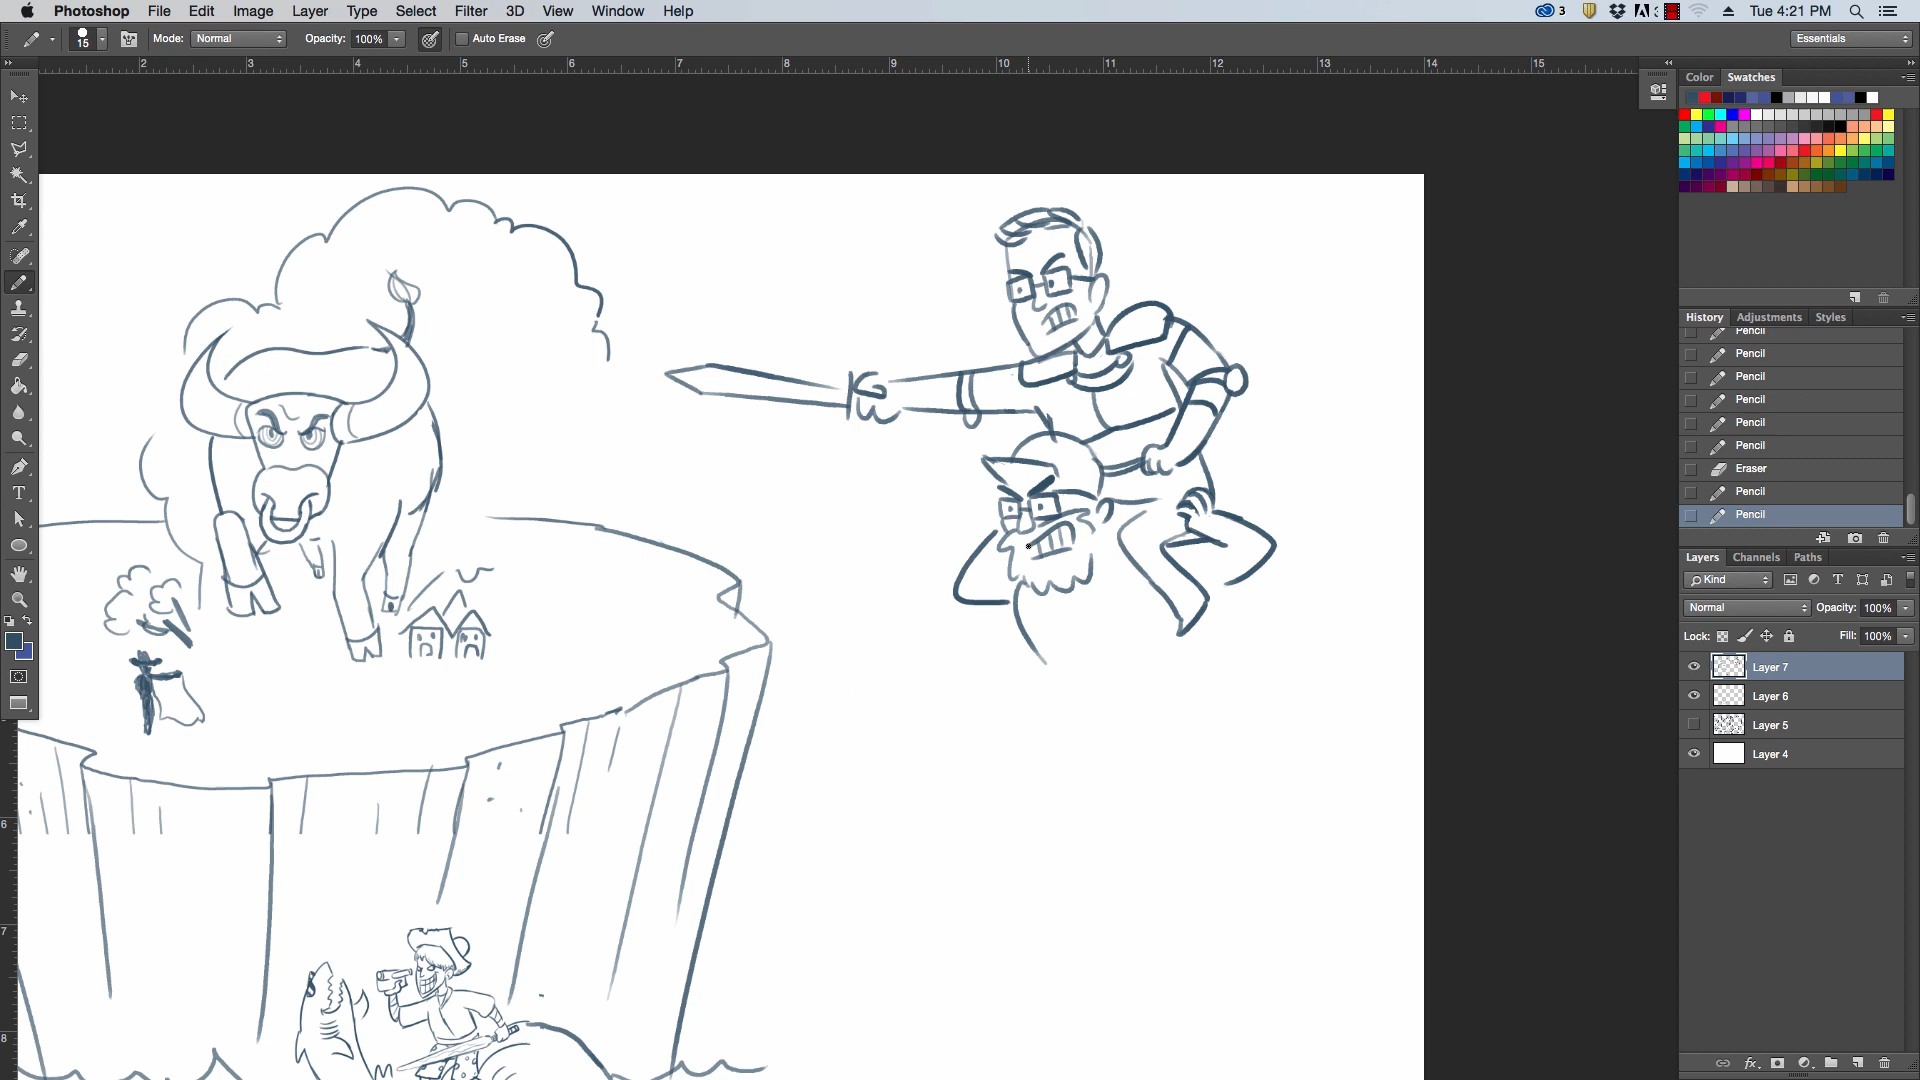 Photoshop File Edit Image Layer Type Select Filter 3D View Window Help 3 Tue 4:21 PM
15 Mode: Normal Opacity: 100% Auto Erase Essentials
2 3 4 5 6 7 8 9 10 11 12 13 14 15
Color Swatches
History Adjustments Styles
Pencil
Pencil
Pencil
Pencil
Pencil
Pencil
Eraser
Pencil
Pencil
Layers Channels Paths
Kind
Normal Opacity: 100%
Lock: Fill: 100%
Layer 7
Layer 6
Layer 5
Layer 4
6
7
8